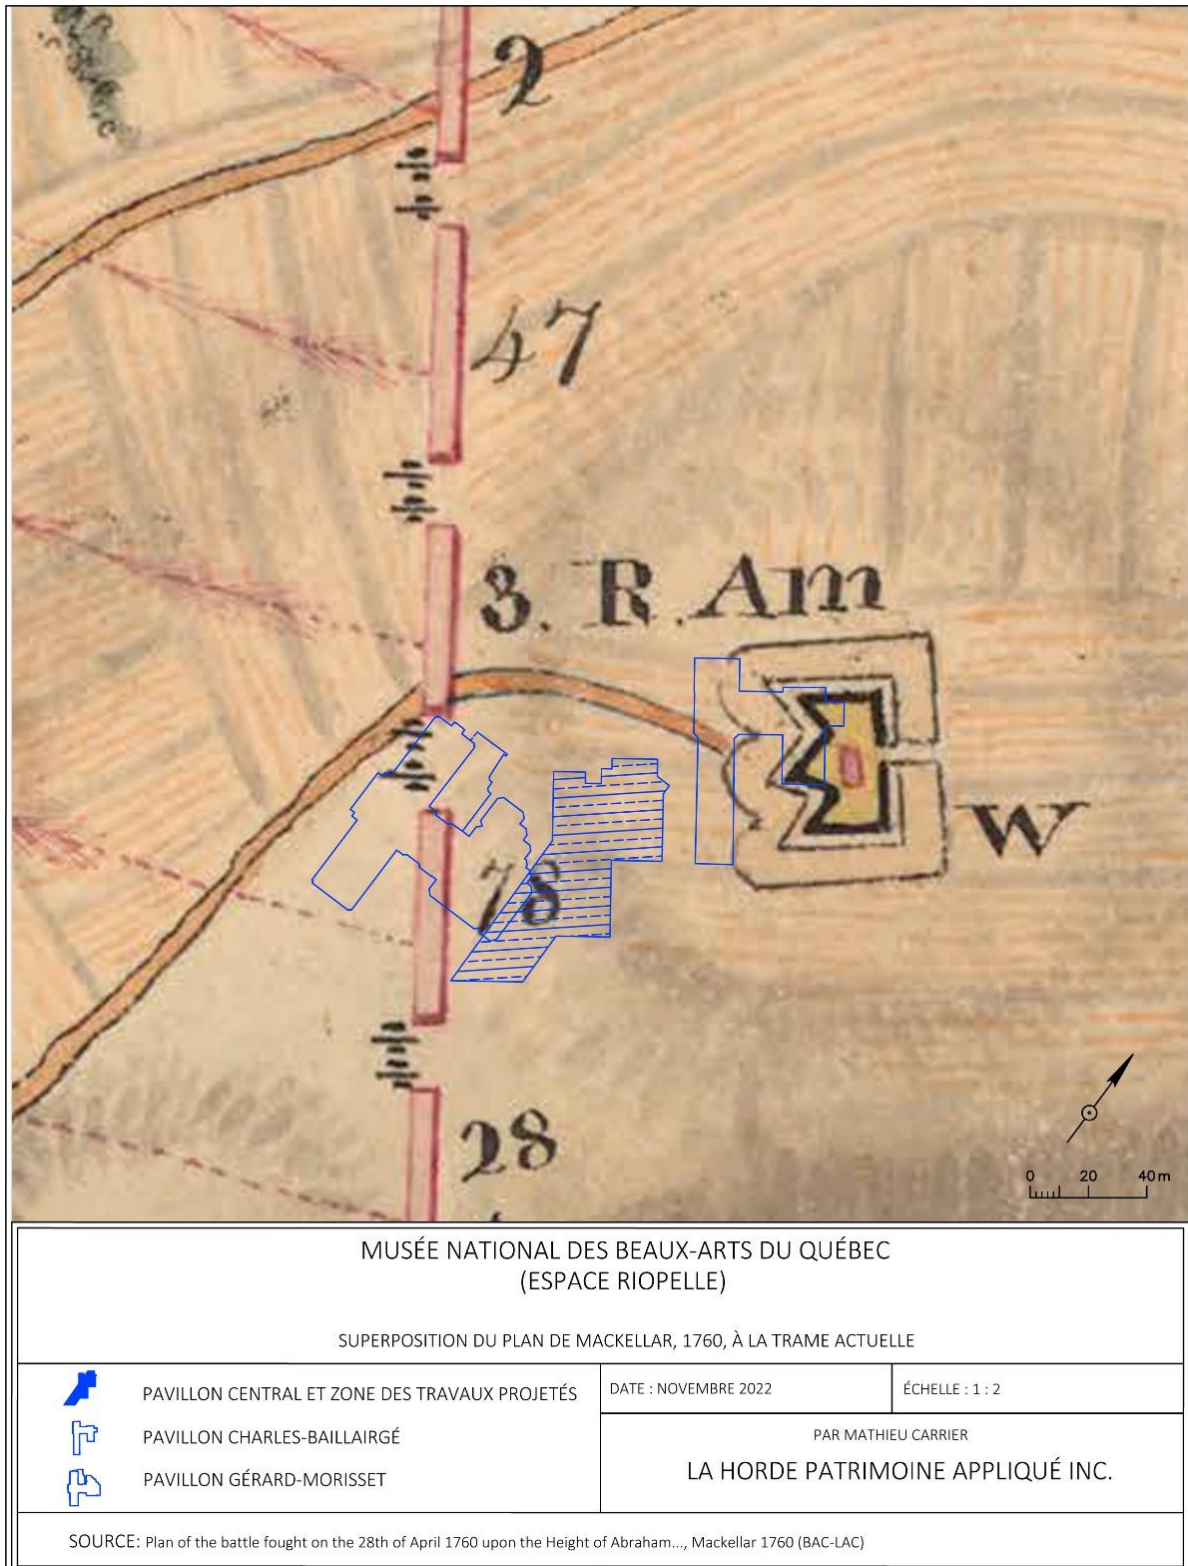 2
47
3. R. Am
W
78
28
0 20 40m
MUSÉE NATIONAL DES BEAUX-ARTS DU QUÉBEC
(ESPACE RIOPELLE)
SUPERPOSITION DU PLAN DE MACKELLAR, 1760, À LA TRAME ACTUELLE
PAVILLON CENTRAL ET ZONE DES TRAVAUX PROJETÉS
PAVILLON CHARLES-BAILLAIRGÉ
PAVILLON GÉRARD-MORISSET
DATE : NOVEMBRE 2022
ÉCHELLE : 1 : 2
PAR MATHIEU CARRIER
LA HORDE PATRIMOINE APPLIQUÉ INC.
SOURCE: Plan of the battle fought on the 28th of April 1760 upon the Height of Abraham..., Mackellar 1760 (BAC-LAC)